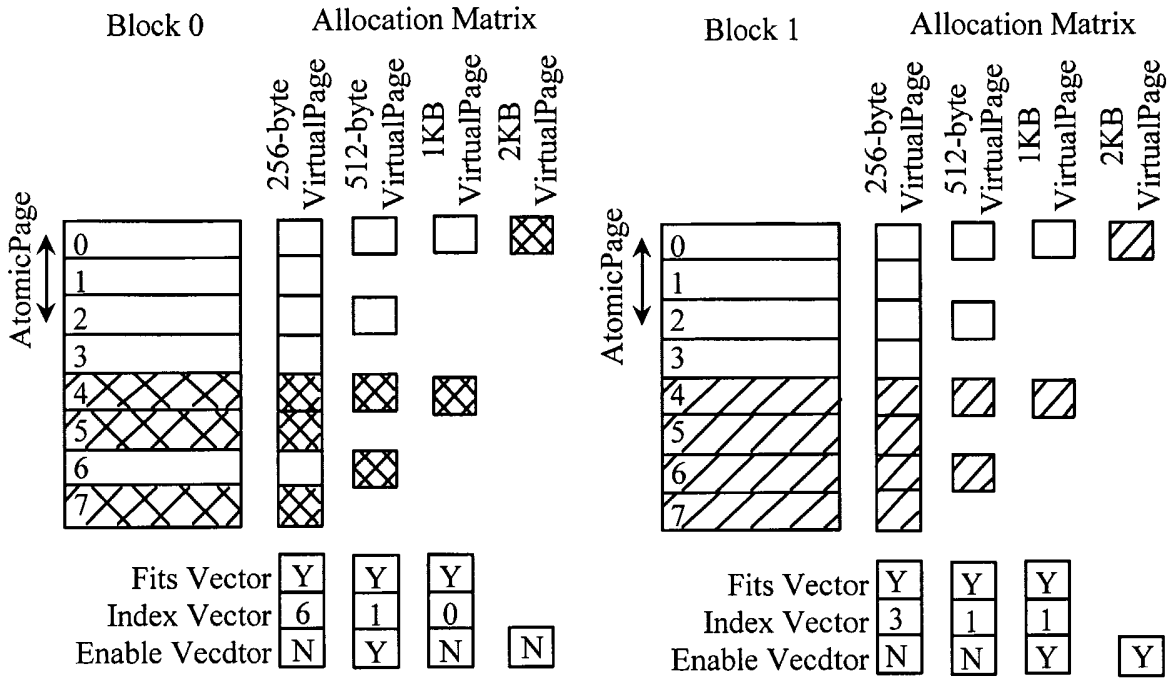 Block 0
Allocation Matrix
256-byte
VirtualPage
512-byte
VirtualPage
1KB
VirtualPage
2KB
VirtualPage
AtomicPage
0
1
2
3
4
5
6
7
Fits Vector Y Y Y
Index Vector 6 1 0
Enable Vecdtor N Y N N
Block 1
Allocation Matrix
256-byte
VirtualPage
512-byte
VirtualPage
1KB
VirtualPage
2KB
VirtualPage
AtomicPage
0
1
2
3
4
5
6
7
Fits Vector Y Y Y
Index Vector 3 1 1
Enable Vecdtor N N Y Y